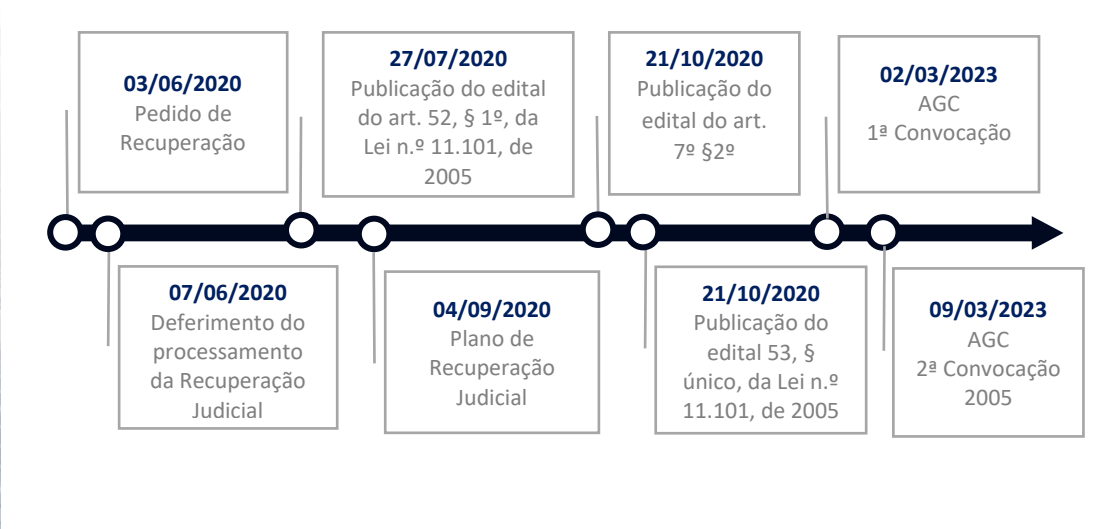 03/06/2020
Pedido de
Recuperação
27/07/2020
Publicação do edital
do art. 52, § 1º, da
Lei n.º 11.101, de
2005
21/10/2020
Publicação do
edital do art.
7º §2º
02/03/2023
AGC
1ª Convocação
07/06/2020
Deferimento do
processamento
da Recuperação
Judicial
04/09/2020
Plano de
Recuperação
Judicial
21/10/2020
Publicação do
edital 53, §
único, da Lei n.º
11.101, de 2005
09/03/2023
AGC
2ª Convocação
2005